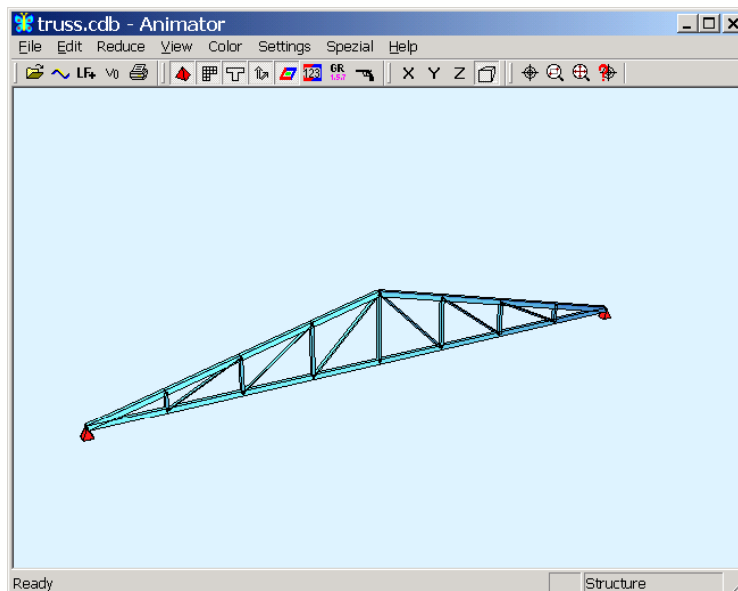 truss.cdb - Animator
File Edit Reduce View Color Settings Spezial Help
LF+ V0 123 GR 1.5.7 X Y Z
Ready Structure